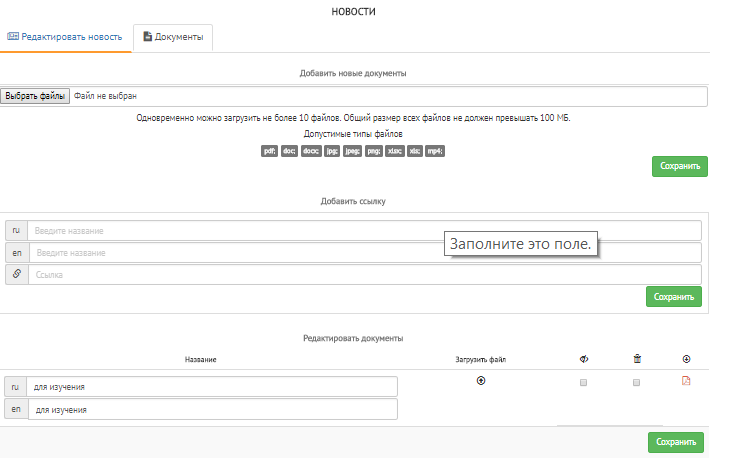 НОВОСТИ
Редактировать новость
Документы
Добавить новые документы
Выбрать файлы Файл не выбран
Одновременно можно загрузить не более 10 файлов. Общий размер всех файлов не должен превышать 100 МБ.
Допустимые типы файлов
pdf; doc; docx; jpg; jpeg; png; xlsx; xls; mp4;
Сохранить
Добавить ссылку
ru Введите название
Заполните это поле.
en Введите название
Ссылка
Сохранить
Редактировать документы
Название Загрузить файл
ru для изучения
en для изучения
Сохранить